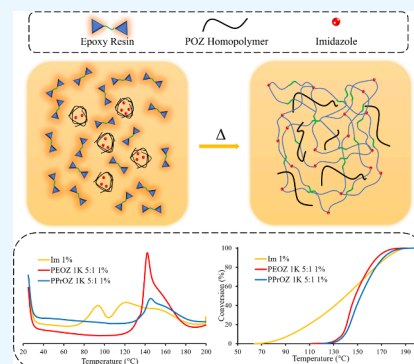 Epoxy Resin
POZ Homopolymer
Imidazole
Δ
Im 1%
PEOZ 1K 5:1 1%
PPrOZ 1K 5:1 1%
20 40 60 80 100 120 140 160 180 200
Temperature (°C)
Conversion (%)
100
80
60
40
20
0
Im 1%
PEOZ 1K 5:1 1%
PPrOZ 1K 5:1 1%
50 70 90 110 130 150 170 190
Temperature (°C)